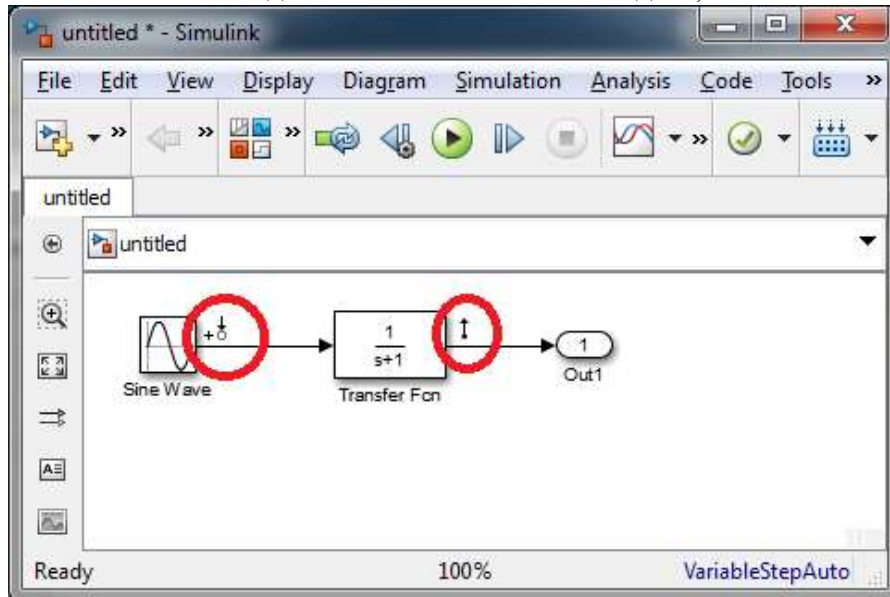 untitled * - Simulink
File Edit View Display Diagram Simulation Analysis Code Tools »
untitled
untitled
1
s+1
1
Sine Wave
Transfer Fcn
Out1
Ready 100% VariableStepAuto